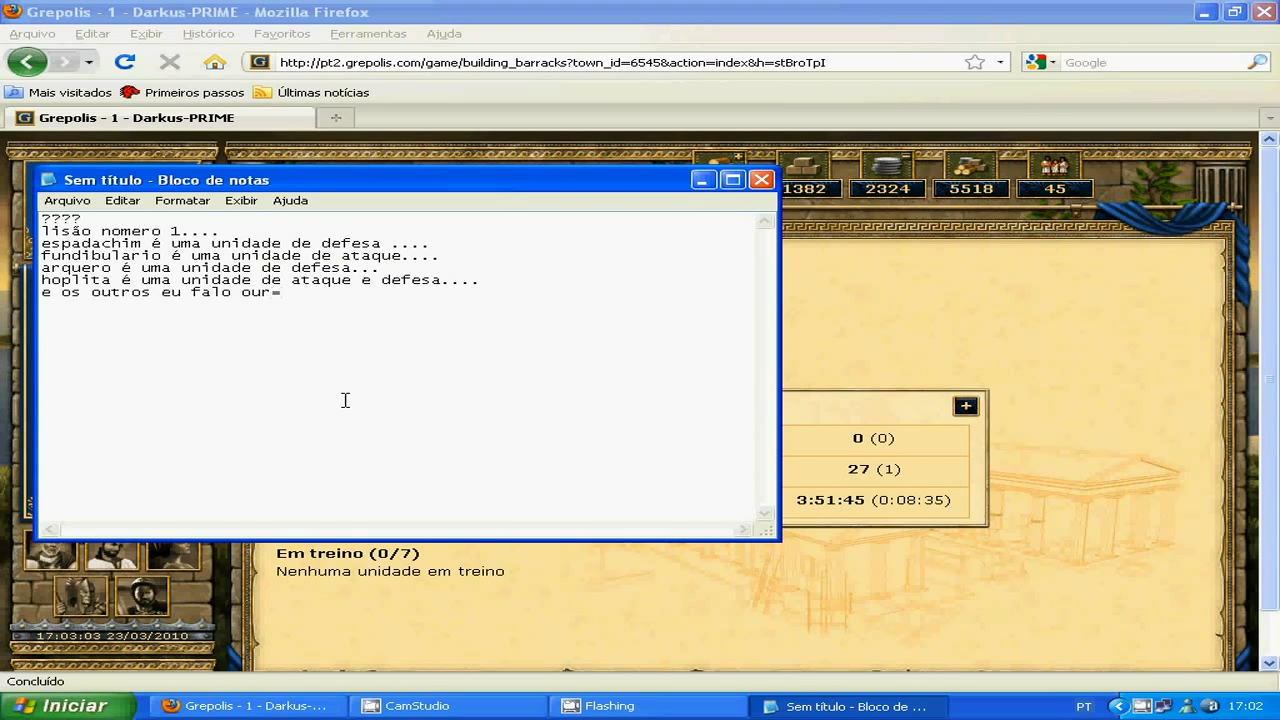 Grepolis - 1 - Darkus-PRIME - Mozilla Firefox
Arquivo Editar Exibir Histórico Favoritos Ferramentas Ajuda
http://pt2.grepolis.com/game/building_barracks?town_id=6545&action=index&h=stBroTpI
Google
Mais visitados Primeiros passos Últimas notícias
Grepolis - 1 - Darkus-PRIME
1382 2324 5518 45
Sem título - Bloco de notas
Arquivo Editar Formatar Exibir Ajuda
????
lisão nomero 1....
espadachim é uma unidade de defesa ....
fundibulario é uma unidade de ataque....
arquero é uma unidade de defesa...
hoplita é uma unidade de ataque e defesa....
e os outros eu falo our=
0 (0)
27 (1)
3:51:45 (0:08:35)
Em treino (0/7)
Nenhuma unidade em treino
17:03:03 23/03/2010
Concluído
Iniciar Grepolis - 1 - Darkus-... CamStudio Flashing Sem título - Bloco de ... PT 17:02